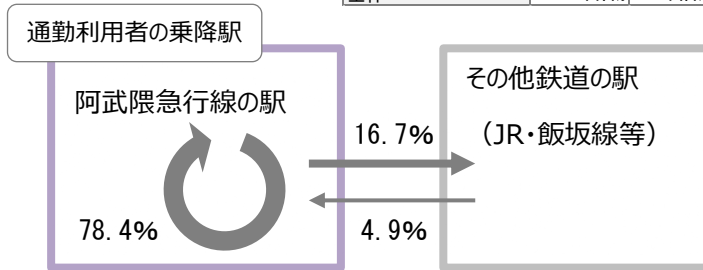 通勤利用者の乗降駅
阿武隈急行線の駅
その他鉄道の駅
(JR・飯坂線等)
16.7%
78.4%
4.9%